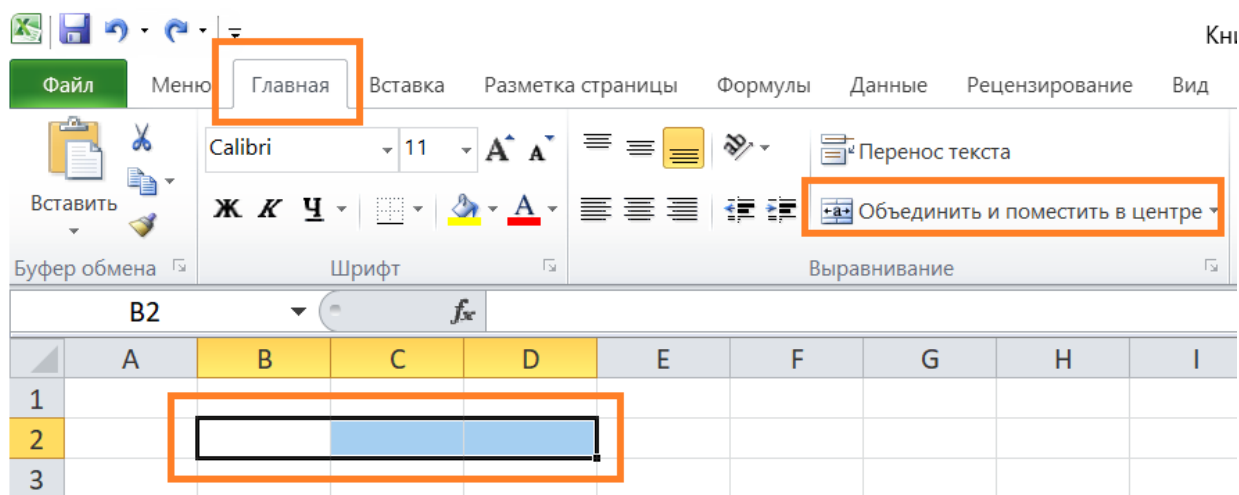 Кни
Файл Меню Главная Вставка Разметка страницы Формулы Данные Рецензирование Вид
Calibri 11 A A Перенос текста
Вставить Ж К Ч A Объединить и поместить в центре
Буфер обмена Шрифт Выравнивание
B2 fx
A B C D E F G H I
1
2
3